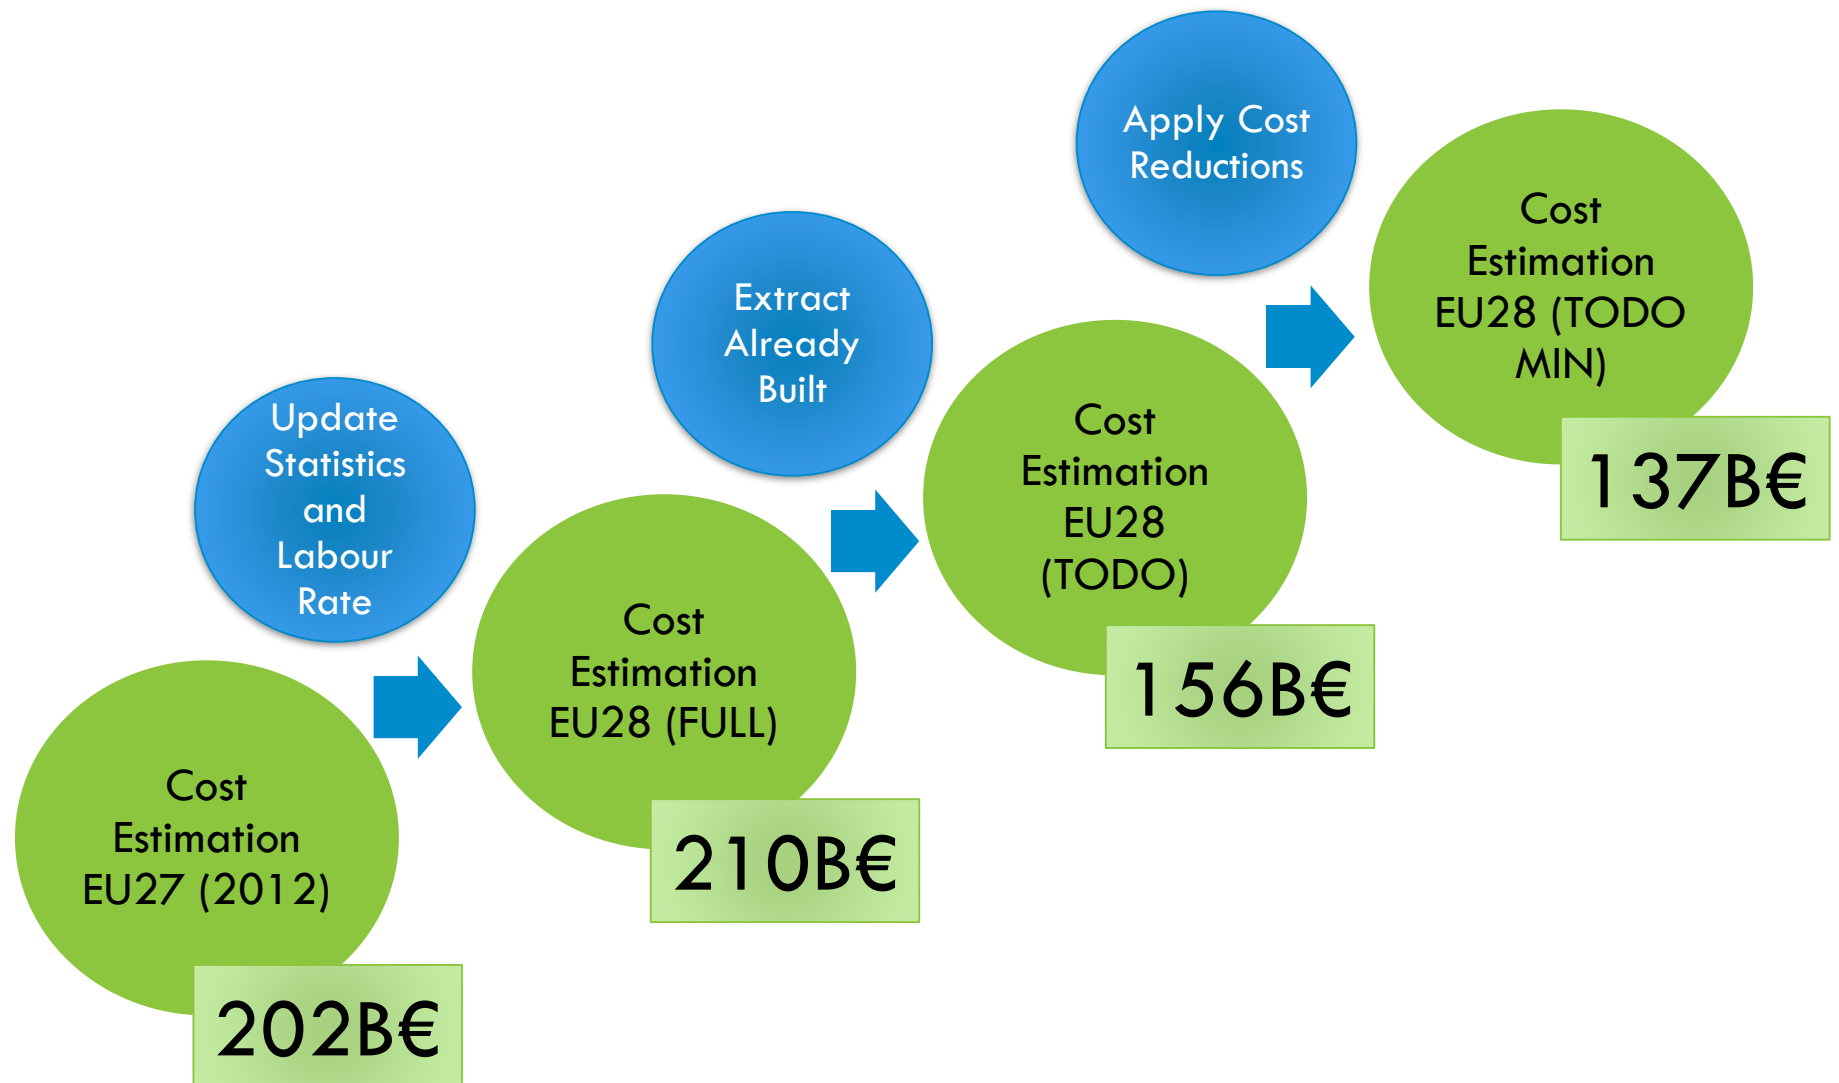 Cost
Estimation
EU27 (2012)
202B€
Update
Statistics
and
Labour
Rate
Cost
Estimation
EU28 (FULL)
210B€
Extract
Already
Built
Cost
Estimation
EU28
(TODO)
156B€
Apply Cost
Reductions
Cost
Estimation
EU28 (TODO
MIN)
137B€